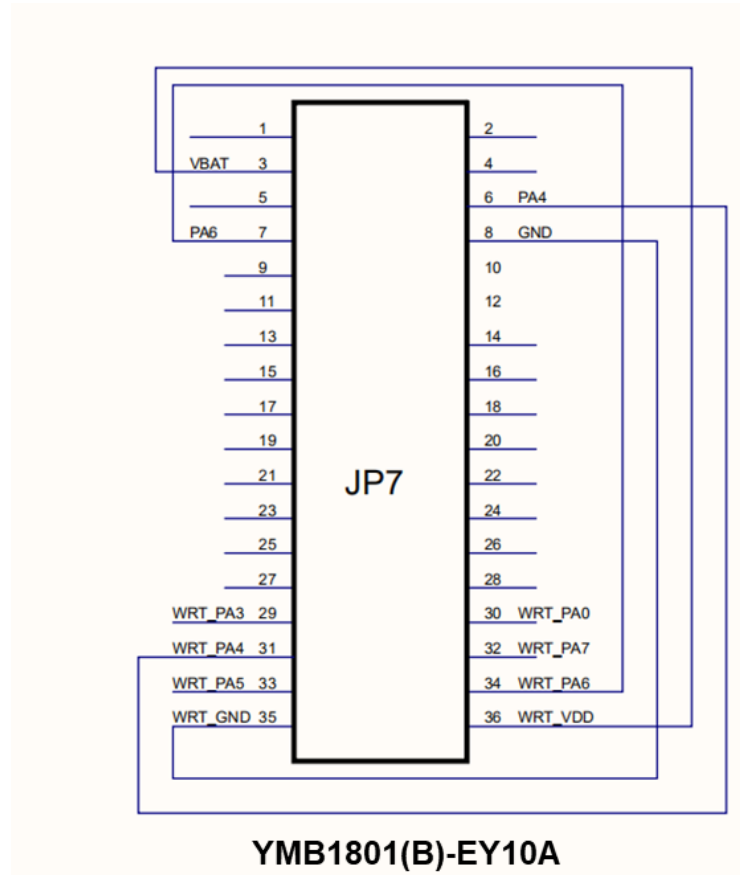 1 2
VBAT 3 4
5 6 PA4
PA6 7 8 GND
9 10
11 12
13 14
15 16
17 18
19 20
21 22
JP7
23 24
25 26
27 28
WRT_PA3 29 30 WRT_PA0
WRT_PA4 31 32 WRT_PA7
WRT_PA5 33 34 WRT_PA6
WRT_GND 35 36 WRT_VDD
YMB1801(B)-EY10A